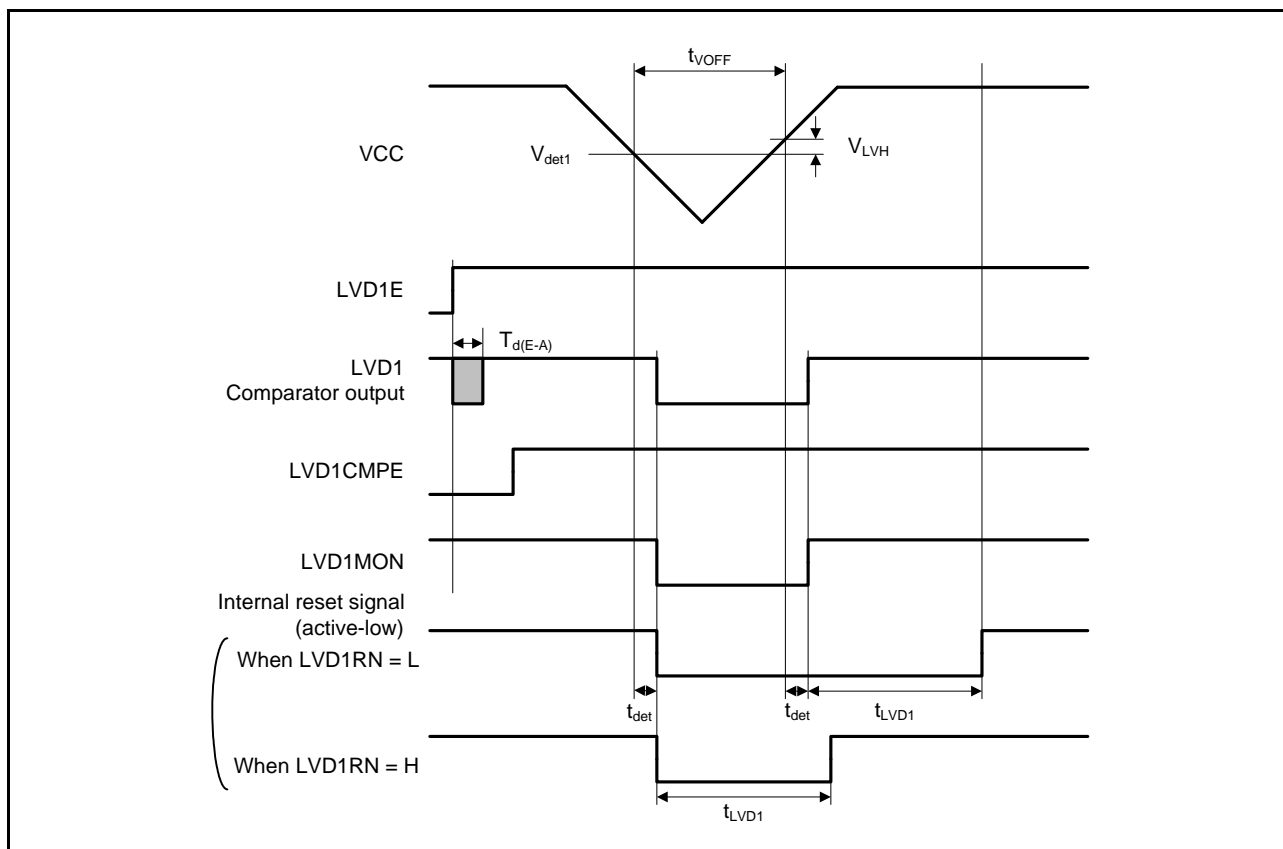 tVOFF
VCC
Vdet1
VLVH
LVD1E
Td(E-A)
LVD1
Comparator output
LVD1CMPE
LVD1MON
Internal reset signal
(active-low)
When LVD1RN = L
tdet
tdet
tLVD1
When LVD1RN = H
tLVD1